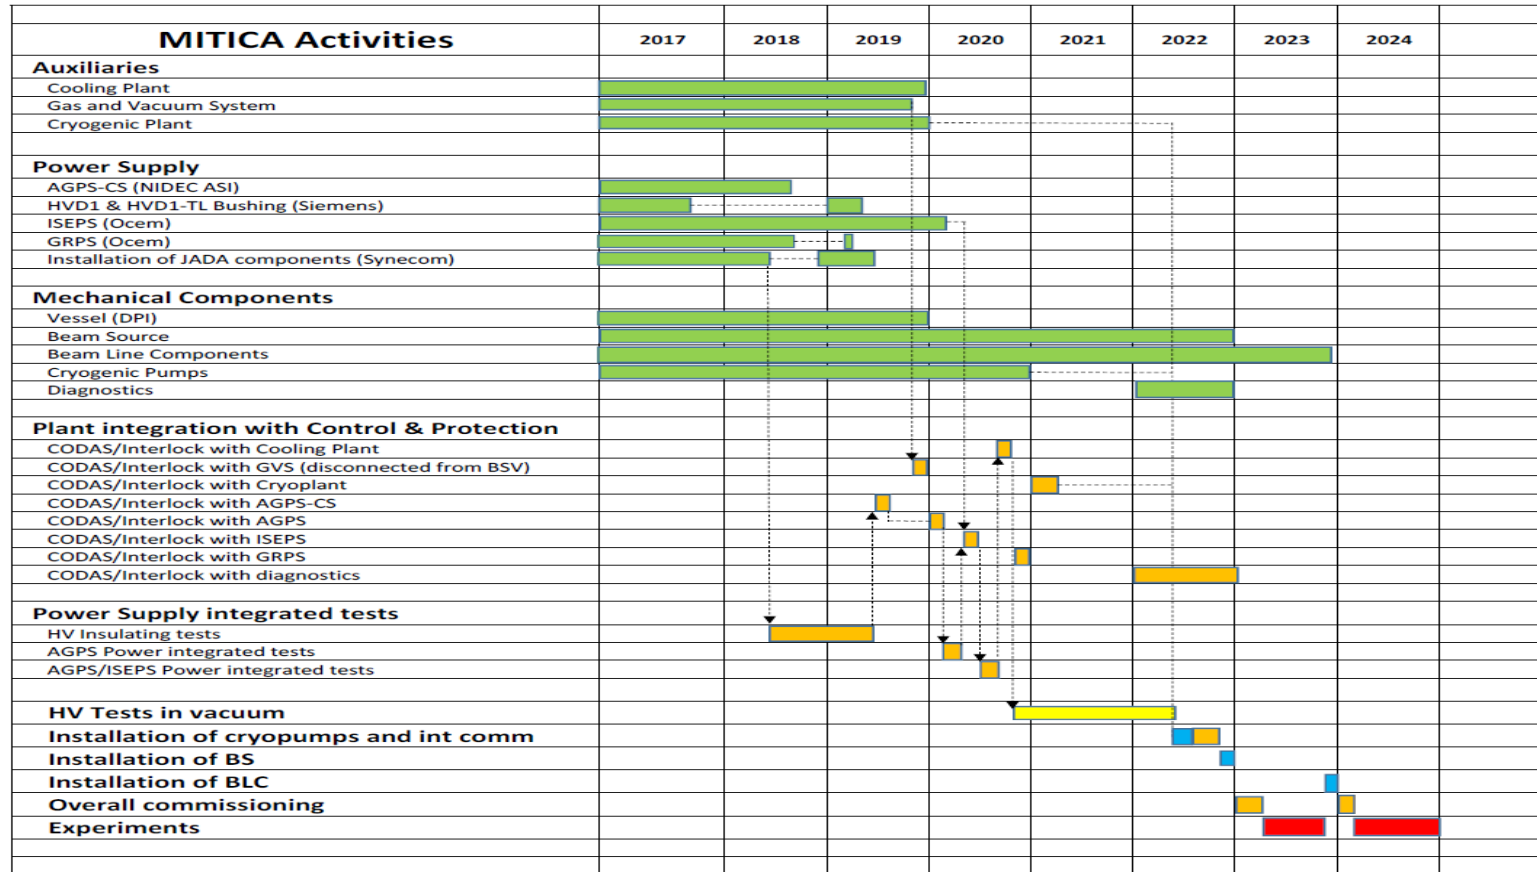 MITICA Activities 2017 2018 2019 2020 2021 2022 2023 2024
Auxiliaries
Cooling Plant
Gas and Vacuum System
Cryogenic Plant
Power Supply
AGPS-CS (NIDEC ASI)
HVD1 & HVD1-TL Bushing (Siemens)
ISEPS (Ocem)
GRPS (Ocem)
Installation of JADA components (Synecom)
Mechanical Components
Vessel (DPI)
Beam Source
Beam Line Components
Cryogenic Pumps
Diagnostics
Plant integration with Control & Protection
CODAS/Interlock with Cooling Plant
CODAS/Interlock with GVS (disconnected from BSV)
CODAS/Interlock with Cryoplant
CODAS/Interlock with AGPS-CS
CODAS/Interlock with AGPS
CODAS/Interlock with ISEPS
CODAS/Interlock with GRPS
CODAS/Interlock with diagnostics
Power Supply integrated tests
HV Insulating tests
AGPS Power integrated tests
AGPS/ISEPS Power integrated tests
HV Tests in vacuum
Installation of cryopumps and int comm
Installation of BS
Installation of BLC
Overall commissioning
Experiments